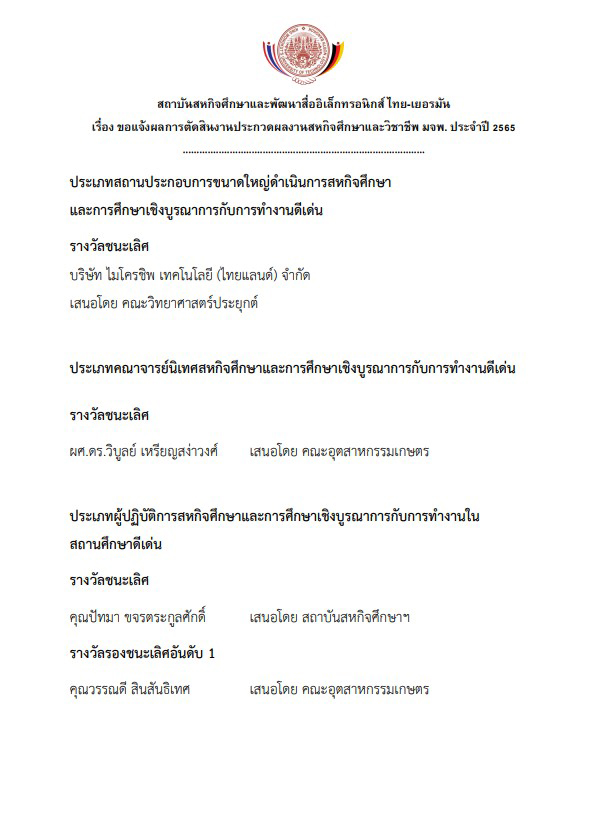 สถาบันสหกิจศึกษาและพัฒนาสื่ออิเล็กทรอนิกส์ ไทย-เยอรมัน
เรื่อง ขอแจ้งผลการตัดสินงานประกวดผลงานสหกิจศึกษาและวิชาชีพ มจพ. ประจำปี 2565
ประเภทสถานประกอบการขนาดใหญ่ดำเนินการสหกิจศึกษา
และการศึกษาเชิงบูรณาการกับการทำงานดีเด่น
รางวัลชนะเลิศ
บริษัท ไมโครชิพ เทคโนโลยี (ไทยแลนด์) จำกัด
เสนอโดย คณะวิทยาศาสตร์ประยุกต์
ประเภทคณาจารย์นิเทศสหกิจศึกษาและการศึกษาเชิงบูรณาการกับการทำงานดีเด่น
รางวัลชนะเลิศ
ผศ.ดร.วิบูลย์ เหรียญสง่าวงศ์ เสนอโดย คณะอุตสาหกรรมเกษตร
ประเภทผู้ปฏิบัติการสหกิจศึกษาและการศึกษาเชิงบูรณาการกับการทำงานใน
สถานศึกษาดีเด่น
รางวัลชนะเลิศ
คุณปัทมา ขจรตระกูลศักดิ์ เสนอโดย สถาบันสหกิจศึกษาฯ
รางวัลรองชนะเลิศอันดับ 1
คุณวรรณดี สินสันธิเทศ เสนอโดย คณะอุตสาหกรรมเกษตร